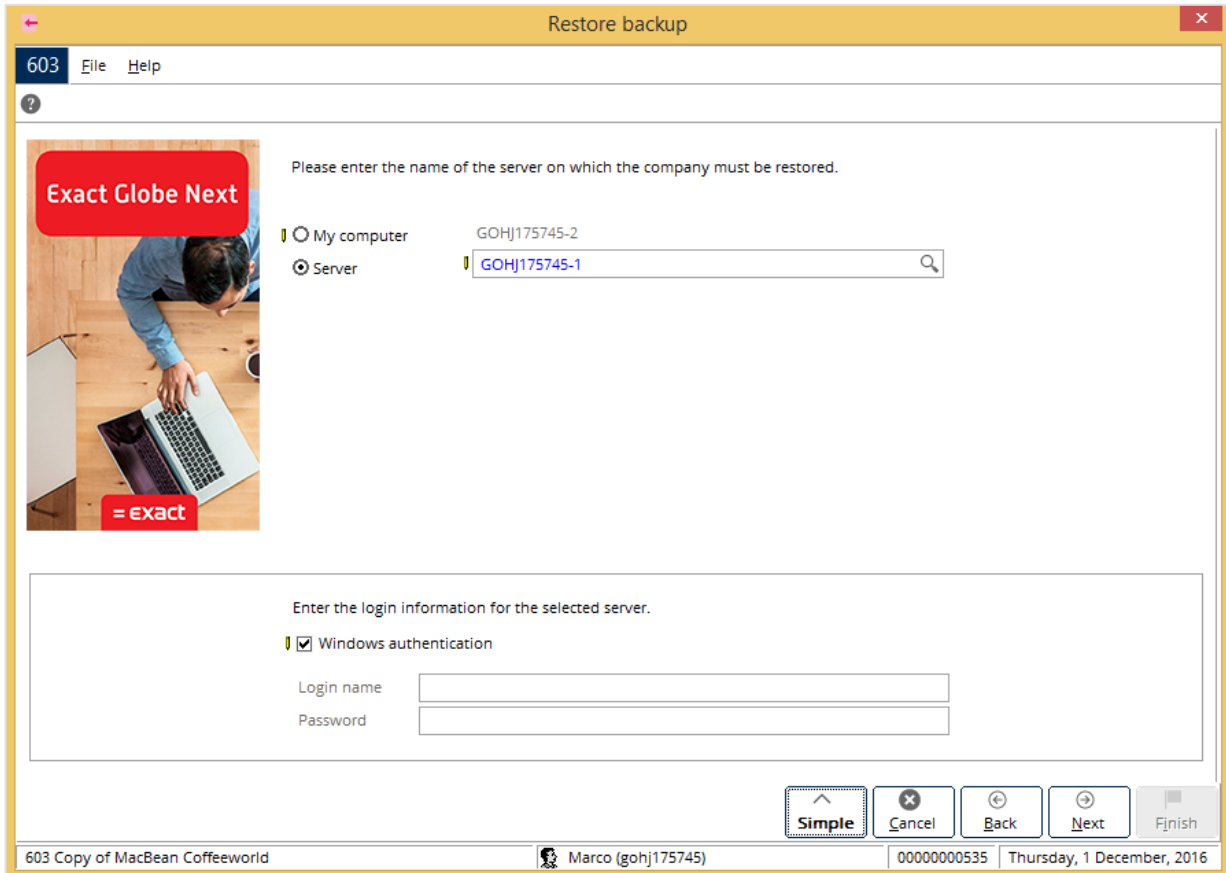 Restore backup
603 File Help
Exact Globe Next
Please enter the name of the server on which the company must be restored.
My computer GOHJ175745-2
Server GOHJ175745-1
= exact
Enter the login information for the selected server.
Windows authentication
Login name
Password
Simple Cancel Back Next Finish
603 Copy of MacBean Coffeeworld Marco (gohj175745) 00000000535 Thursday, 1 December, 2016